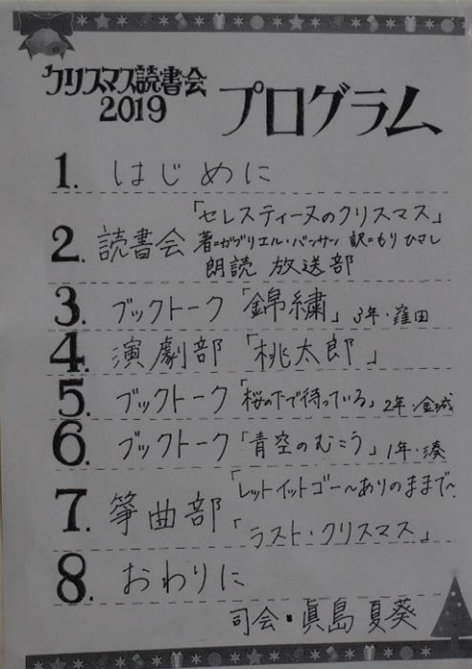 クリスマス読書会
2019
プログラム
1. はじめに
「セレスティーヌのクリスマス」
2. 読書会 著=ガブリエル・バンサン 訳=もりひさし
朗読 放送部
3. ブックトーク「錦繍」3年・窪田
4. 演劇部「桃太郎」
5. ブックトーク「桜の下で待っている」2年・金城
6. ブックトーク「青空のむこう」1年・湊
「レットイットゴー〜ありのままで〜
7. 箏曲部
「ラスト・クリスマス」
8. おわりに
司会・眞島夏葵